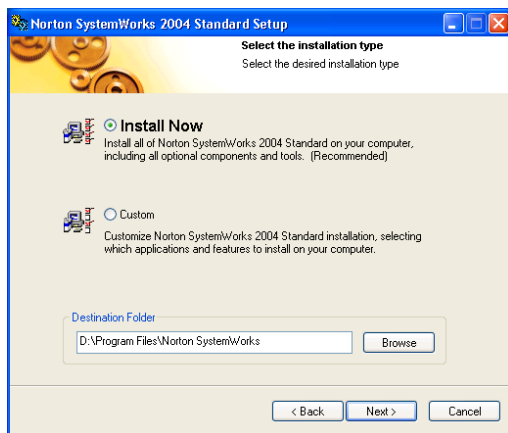 Norton SystemWorks 2004 Standard Setup
Select the installation type
Select the desired installation type
Install Now
Install all of Norton SystemWorks 2004 Standard on your computer,
including all optional components and tools. (Recommended)
Custom
Customize Norton SystemWorks 2004 Standard installation, selecting
which applications and features to install on your computer.
Destination Folder
D:\Program Files\Norton SystemWorks
Browse
< Back
Next >
Cancel